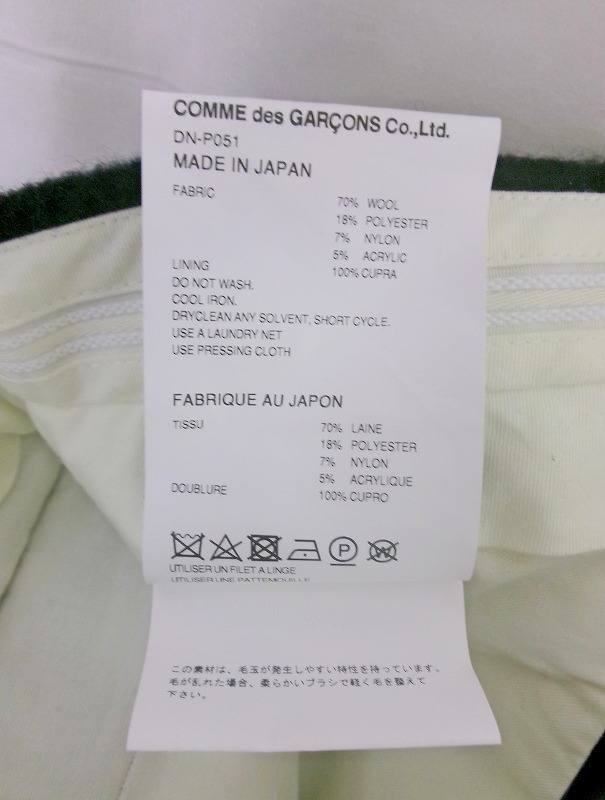 COMME des GARÇONS Co.,Ltd.
DN-P051
MADE IN JAPAN
FABRIC
70% WOOL
18% POLYESTER
7% NYLON
5% ACRYLIC
LINING 100% CUPRA
DO NOT WASH.
COOL IRON.
DRYCLEAN ANY SOLVENT, SHORT CYCLE.
USE A LAUNDRY NET
USE PRESSING CLOTH
FABRIQUE AU JAPON
TISSU 70% LAINE
18% POLYESTER
7% NYLON
5% ACRYLIQUE
DOUBLURE 100% CUPRO
P
W
UTILISER UN FILET A LINGE
UTILISER UNE PATTEMOUILLE
この素材は、毛玉が発生しやすい特性を持っています。
毛が乱れた場合、柔らかいブラシで軽く毛を整えて
下さい。